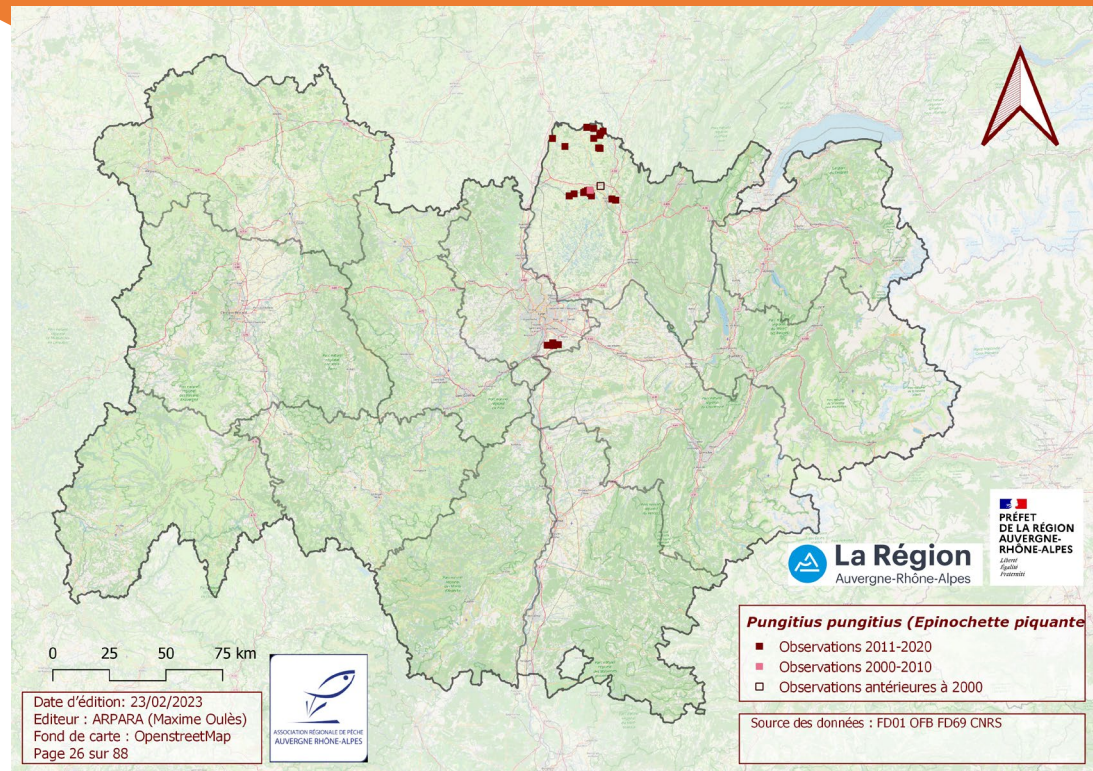 La Région
Auvergne-Rhône-Alpes
PRÉFET
DE LA RÉGION
AUVERGNE-
RHÔNE-ALPES
Liberté
Égalité
Fraternité
Pungitius pungitius (Epinochette piquante
Observations 2011-2020
Observations 2000-2010
Observations antérieures à 2000
Source des données : FD01 OFB FD69 CNRS
0 25 50 75 km
Date d'édition: 23/02/2023
Editeur : ARPARA (Maxime Oulès)
Fond de carte : OpenstreetMap
Page 26 sur 88
ASSOCIATION RÉGIONALE DE PÊCHE
AUVERGNE RHÔNE-ALPES